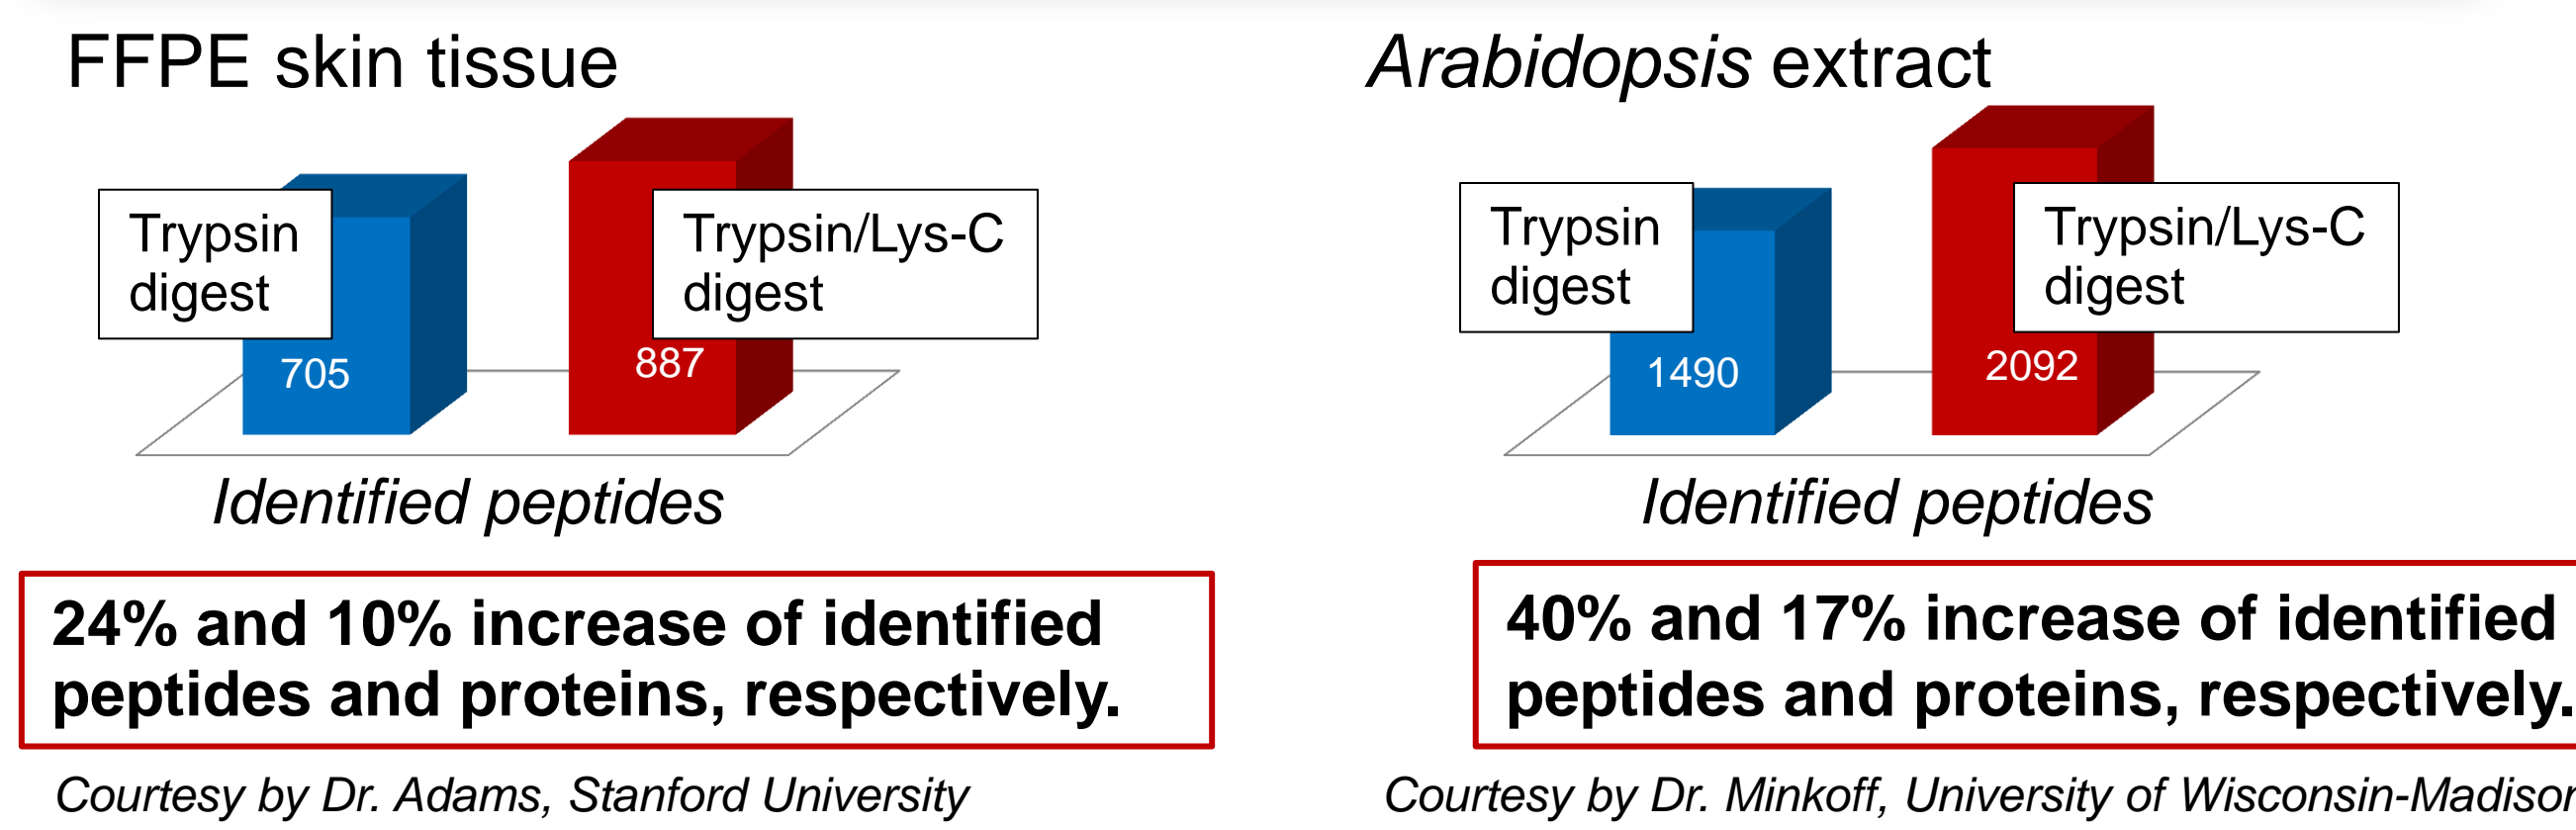 FFPE skin tissue
Trypsin
digest
Trypsin/Lys-C
digest
705
887
Identified peptides
24% and 10% increase of identified
peptides and proteins, respectively.
Courtesy by Dr. Adams, Stanford University
Arabidopsis extract
Trypsin
digest
Trypsin/Lys-C
digest
1490
2092
Identified peptides
40% and 17% increase of identified
peptides and proteins, respectively.
Courtesy by Dr. Minkoff, University of Wisconsin-Madison